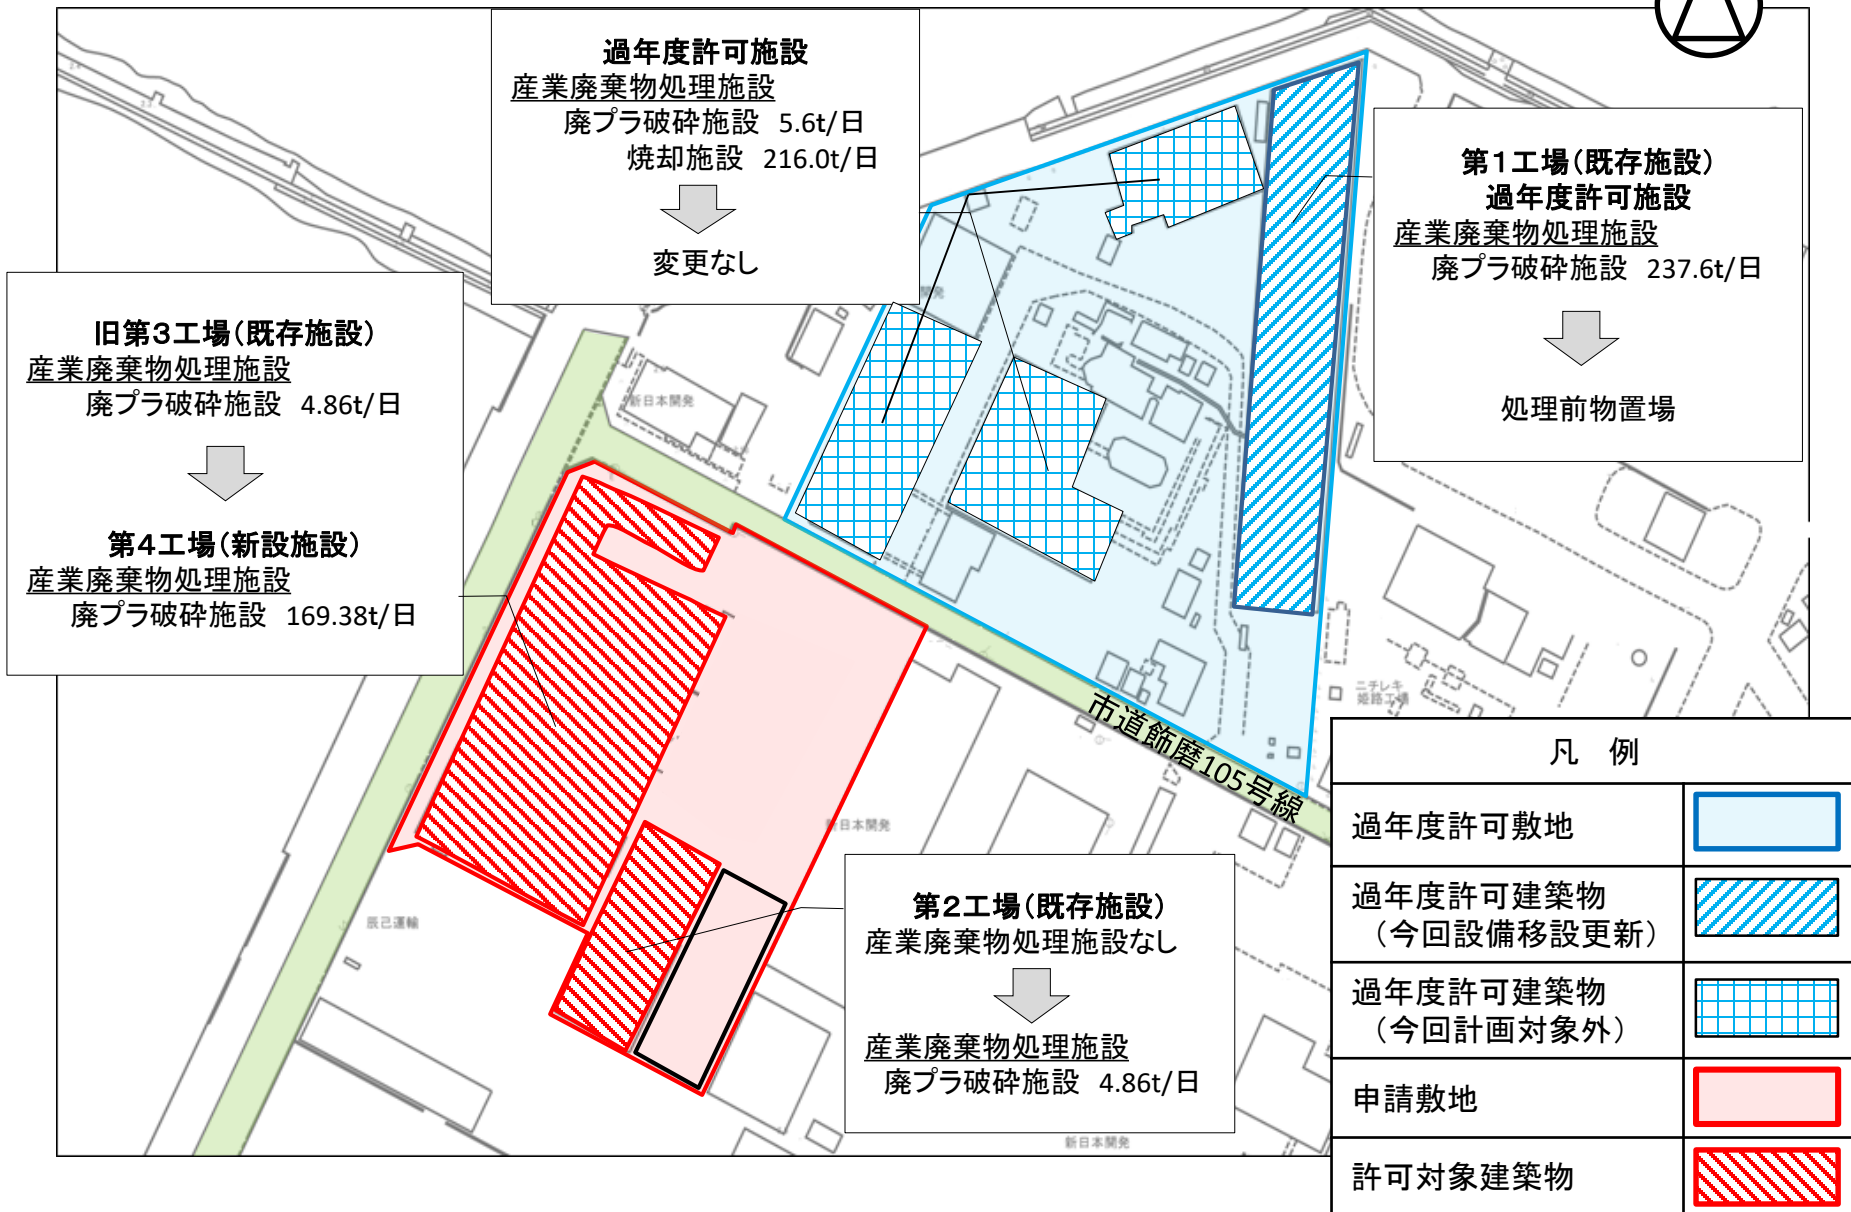 過年度許可施設
産業廃棄物処理施設
廃プラ破砕施設 5.6t/日
焼却施設 216.0t/日
変更なし
第1工場(既存施設)
過年度許可施設
産業廃棄物処理施設
廃プラ破砕施設 237.6t/日
処理前物置場
旧第3工場(既存施設)
産業廃棄物処理施設
廃プラ破砕施設 4.86t/日
第4工場(新設施設)
産業廃棄物処理施設
廃プラ破砕施設 169.38t/日
開発
新日本開発
市道飾磨105号線
ニチレキ
姫路工場
新日本開発
辰己運輸
第2工場(既存施設)
産業廃棄物処理施設なし
産業廃棄物処理施設
廃プラ破砕施設 4.86t/日
新日本開発
凡 例
過年度許可敷地
過年度許可建築物
(今回設備移設更新)
過年度許可建築物
(今回計画対象外)
申請敷地
許可対象建築物